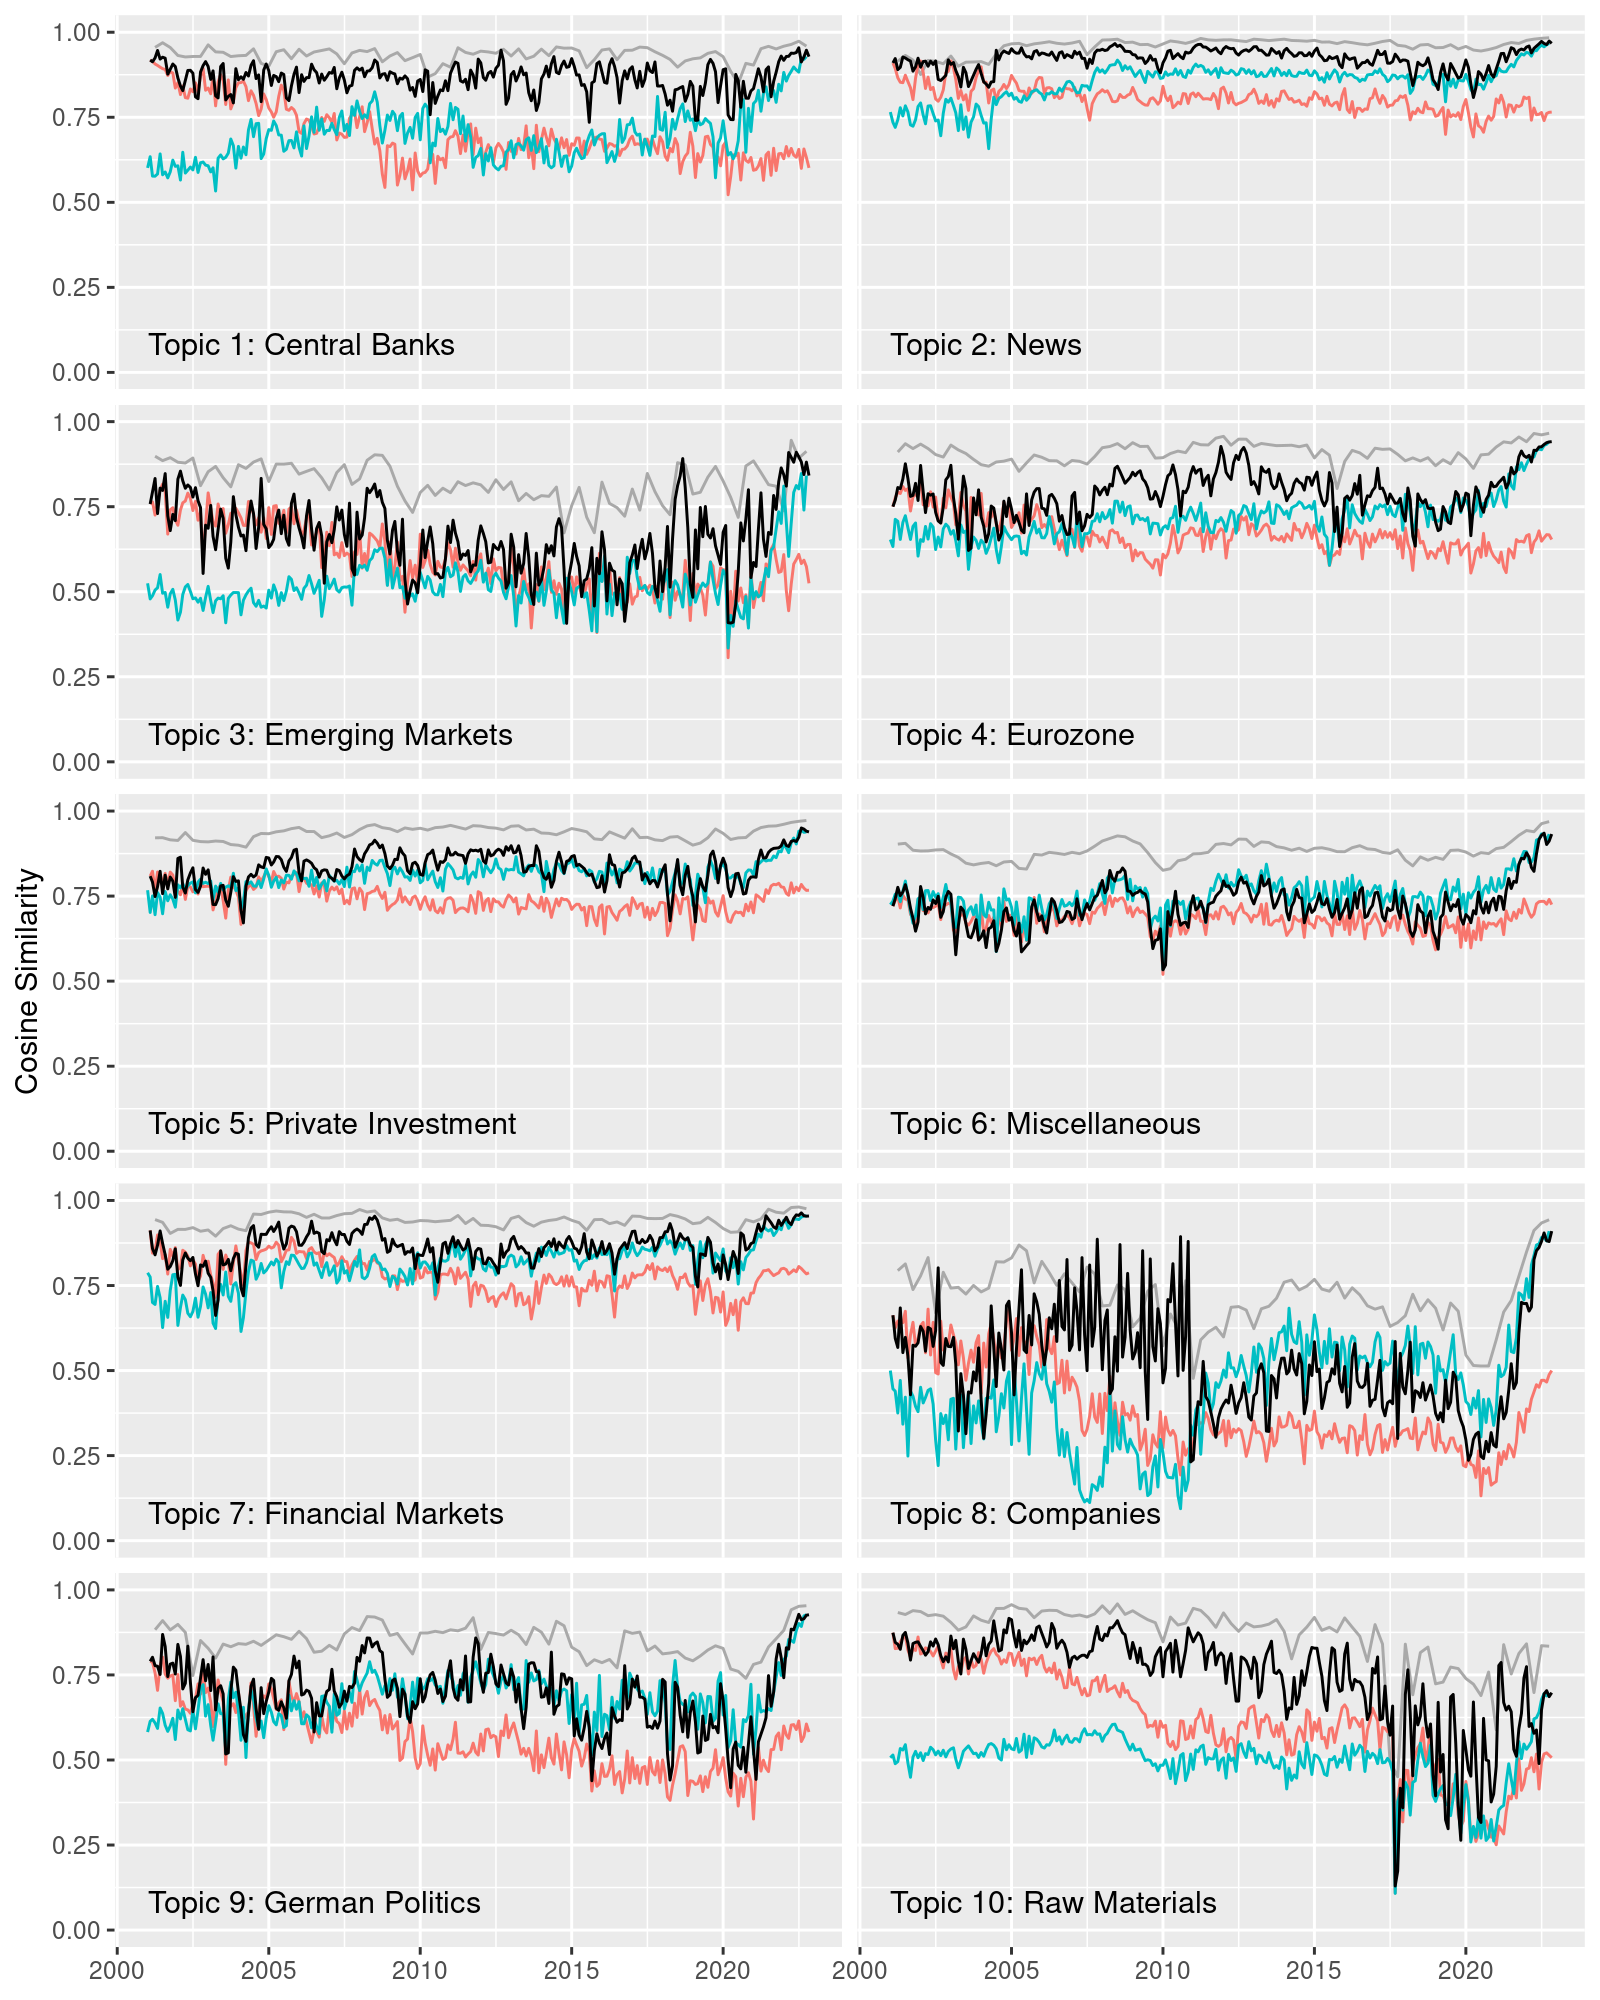 1.00
0.75
0.50
0.25
0.00
Topic 1: Central Banks
Topic 2: News
1.00
0.75
0.50
0.25
0.00
Topic 3: Emerging Markets
Topic 4: Eurozone
Cosine Similarity
1.00
0.75
0.50
0.25
0.00
Topic 5: Private Investment
Topic 6: Miscellaneous
1.00
0.75
0.50
0.25
0.00
Topic 7: Financial Markets
Topic 8: Companies
1.00
0.75
0.50
0.25
0.00
Topic 9: German Politics
Topic 10: Raw Materials
2000 2005 2010 2015 2020
2000 2005 2010 2015 2020